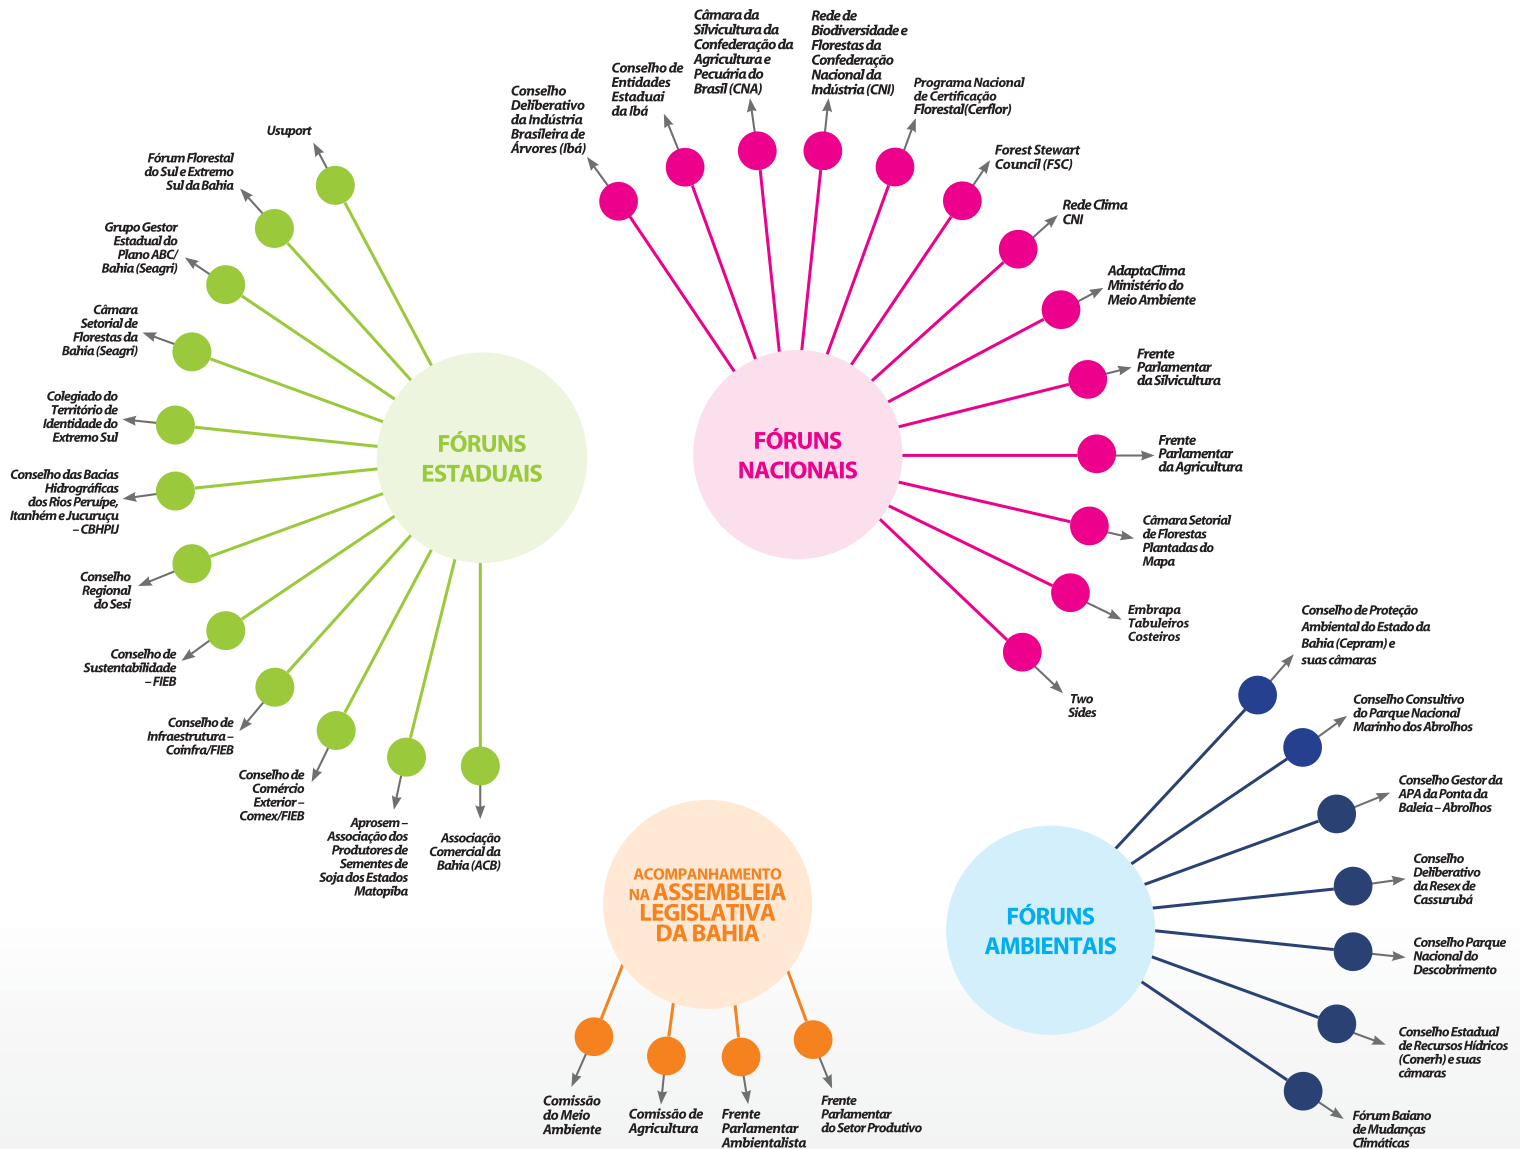 Usuport
Fórum Florestal
do Sul e Extremo
Sul da Bahia
Grupo Gestor
Estadual do
Plano ABC/
Bahia (Seagri)
Câmara
Setorial de
Florestas da
Bahia (Seagri)
Colegiado do
Território de
Identidade do
Extremo Sul
Conselho das Bacias
Hidrográficas
dos Rios Peruípe,
Itanhém e Jucuruçu
– CBHPIJ
Conselho
Regional
do Sesi
Conselho de
Sustentabilidade
– FIEB
Conselho de
Infraestrutura –
Coinfra/FIEB
Conselho de
Comércio
Exterior –
Comex/FIEB
Aprosem –
Associação dos
Produtores de
Sementes de
Soja dos Estados
Matopiba
Associação
Comercial da
Bahia (ACB)
FÓRUNS
ESTADUAIS
Conselho
Deliberativo
da Indústria
Brasileira de
Árvores (Ibá)
Conselho de
Entidades
Estaduai
da Ibá
Câmara da
Silvicultura da
Confederação da
Agricultura e
Pecuária do
Brasil (CNA)
Rede de
Biodiversidade e
Florestas da
Confederação
Nacional da
Indústria (CNI)
Programa Nacional
de Certificação
Florestal(Cerflor)
Forest Stewart
Council (FSC)
Rede Clima
CNI
AdaptaClima
Ministério do
Meio Ambiente
Frente
Parlamentar
da Silvicultura
Frente
Parlamentar
da Agricultura
Câmara Setorial
de Florestas
Plantadas do
Mapa
Embrapa
Tabuleiros
Costeiros
Two
Sides
FÓRUNS
NACIONAIS
ACOMPANHAMENTO
NA ASSEMBLEIA
LEGISLATIVA
DA BAHIA
Comissão
do Meio
Ambiente
Comissão de
Agricultura
Frente
Parlamentar
Ambientalista
Frente
Parlamentar
do Setor Produtivo
FÓRUNS
AMBIENTAIS
Conselho de Proteção
Ambiental do Estado da
Bahia (Cepram) e
suas câmaras
Conselho Consultivo
do Parque Nacional
Marinho dos Abrolhos
Conselho Gestor da
APA da Ponta da
Baleia – Abrolhos
Conselho
Deliberativo
da Resex de
Cassurubá
Conselho Parque
Nacional do
Descobrimento
Conselho Estadual
de Recursos Hídricos
(Conerh) e suas
câmaras
Fórum Baiano
de Mudanças
Climáticas